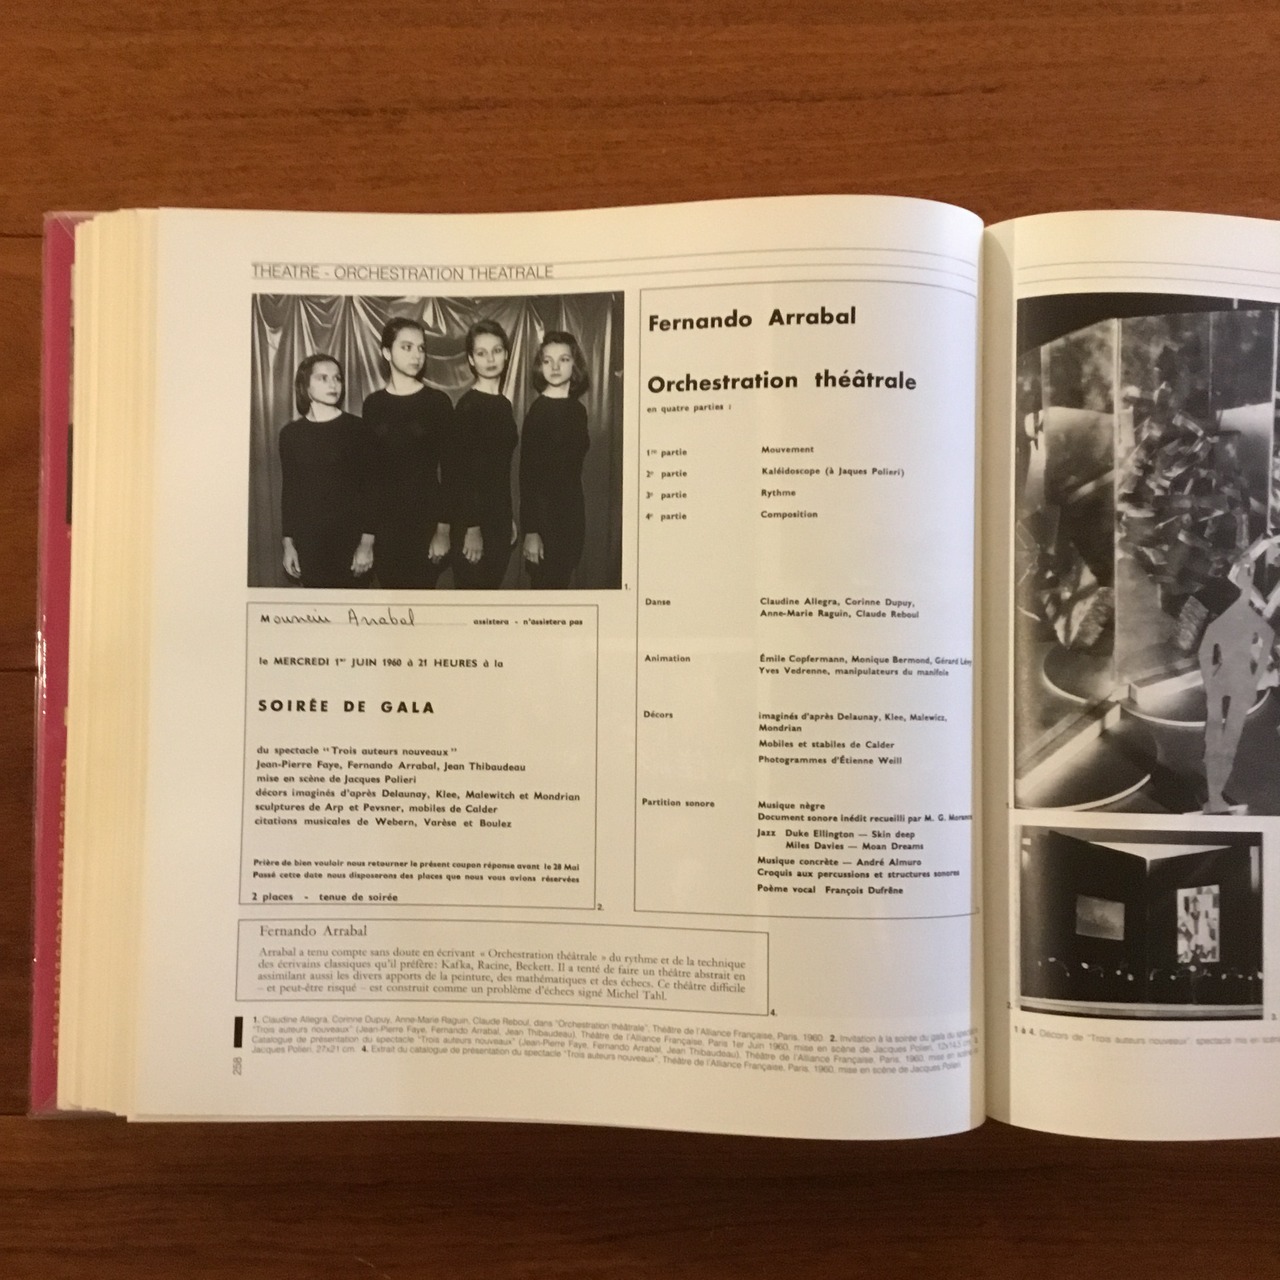 THEATRE - ORCHESTRATION THEATRALE
1.
Mounsieur Arrabal assistera - n'assistera pas
le MERCREDI 1er JUIN 1960 à 21 HEURES à la
SOIRÉE DE GALA
du spectacle "Trois auteurs nouveaux"
Jean-Pierre Faye, Fernando Arrabal, Jean Thibaudeau
mise en scène de Jacques Polieri
décors imaginés d'après Delaunay, Klee, Malewitch et Mondrian
sculptures de Arp et Pevsner, mobiles de Calder
citations musicales de Webern, Varèse et Boulez
Prière de bien vouloir nous retourner le présent coupon réponse avant le 28 Mai
Passé cette date nous disposerons des places que nous vous avions réservées
2 places - tenue de soirée
2.
Fernando Arrabal
Orchestration théâtrale
en quatre parties :
1re partie Mouvement
2e partie Kaléidoscope (à Jaques Polieri)
3e partie Rythme
4e partie Composition
Danse Claudine Allegra, Corinne Dupuy,
Anne-Marie Raguin, Claude Reboul
Animation Émile Copfermann, Monique Bermond, Gérard
Yves Vedrenne, manipulateurs du manifole
Décors imaginés d'après Delaunay, Klee, Malewicz,
Mondrian
Mobiles et stabiles de Calder
Photogrammes d'Étienne Weill
Partition sonore Musique nègre
Document sonore inédit recueilli par M. G.
Jazz Duke Ellington — Skin deep
Miles Davies — Moan Dreams
Musique concrète — André Almuro
Croquis aux percussions et structures sonores
Poème vocal François Dufrêne
3.
Fernando Arrabal
Arrabal a tenu compte sans doute en écrivant « Orchestration théâtrale » du rythme et de la technique
des écrivains classiques qu'il préfère: Kafka, Racine, Beckett. Il a tenté de faire un théâtre abstrait en
assimilant aussi les divers apports de la peinture, des mathématiques et des échecs. Ce théâtre difficile
– et peut-être risqué – est construit comme un problème d'échecs signé Michel Tahl.
4.
1. Claudine Allegra, Corinne Dupuy, Anne-Marie Raguin, Claude Reboul, dans "Orchestration théâtrale", Théâtre de l'Alliance Française, Paris, 1960. 2. Invitation à la soirée du gala du spectacle
"Trois auteurs nouveaux" (Jean-Pierre Faye, Fernando Arrabal, Jean Thibaudeau). Théâtre de l'Alliance Française, Paris 1er Juin 1960, mise en scène de Jacques Polieri,
Catalogue de présentation du spectacle "Trois auteurs nouveaux" (Jean-Pierre Faye, Fernando Arrabal, Jean Thibaudeau). Théâtre de l'Alliance Française, Paris, 1960, mise en scène de
Jacques Polieri, 27x21 cm. 4. Extrait du catalogue de présentation du spectacle "Trois auteurs nouveaux", Théâtre de l'Alliance Française, Paris, 1960, mise en scène de Jacques Polieri
258
1.
2.
3.
1 à 4. Décors de "Trois auteurs nouveaux", spectacle mis en